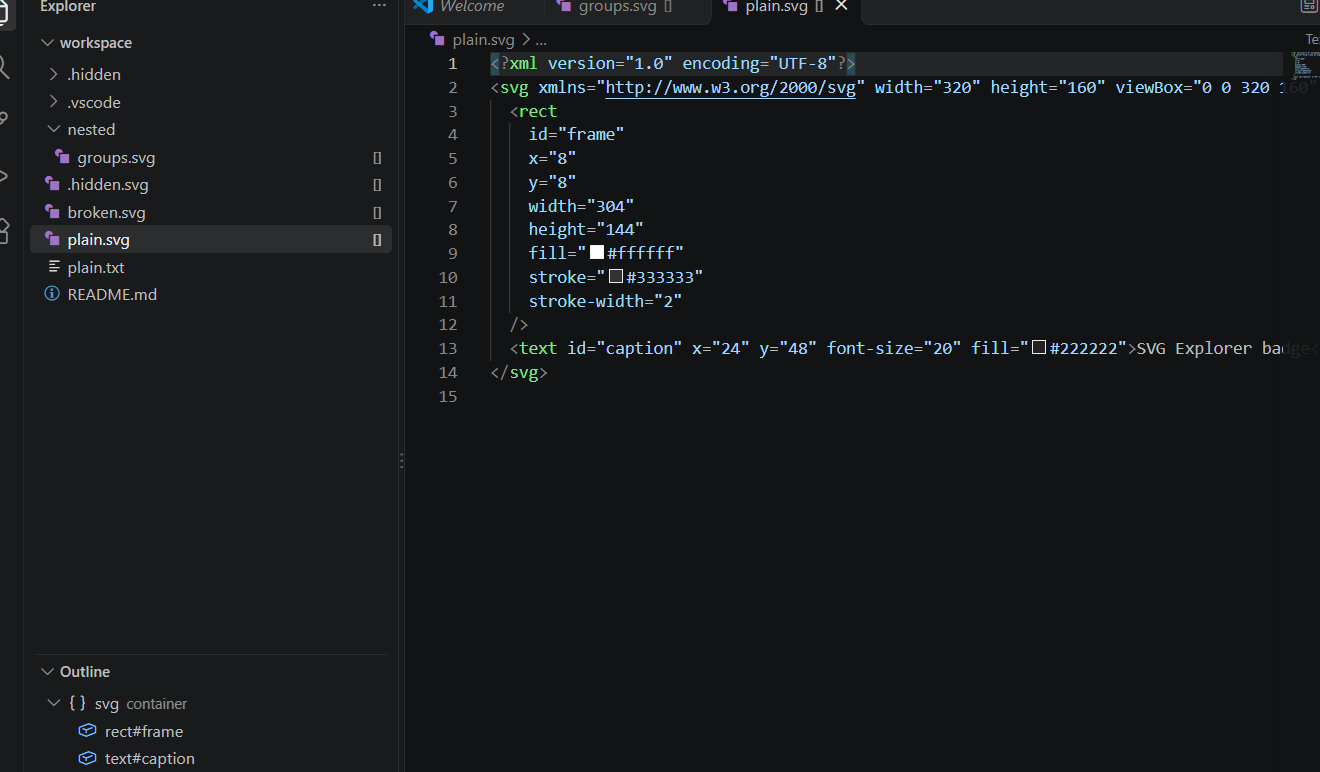 Explorer
workspace
.hidden
.vscode
nested
groups.svg []
.hidden.svg []
broken.svg []
plain.svg []
plain.txt
README.md
Outline
{ } svg container
rect#frame
text#caption
Welcome groups.svg [] plain.svg []
plain.svg > ...
1 <?xml version="1.0" encoding="UTF-8"?>
2 <svg xmlns="http://www.w3.org/2000/svg" width="320" height="160" viewBox="0 0 320 160"
3 <rect
4 id="frame"
5 x="8"
6 y="8"
7 width="304"
8 height="144"
9 fill="#ffffff"
10 stroke="#333333"
11 stroke-width="2"
12 />
13 <text id="caption" x="24" y="48" font-size="20" fill="#222222">SVG Explorer badge<
14 </svg>
15